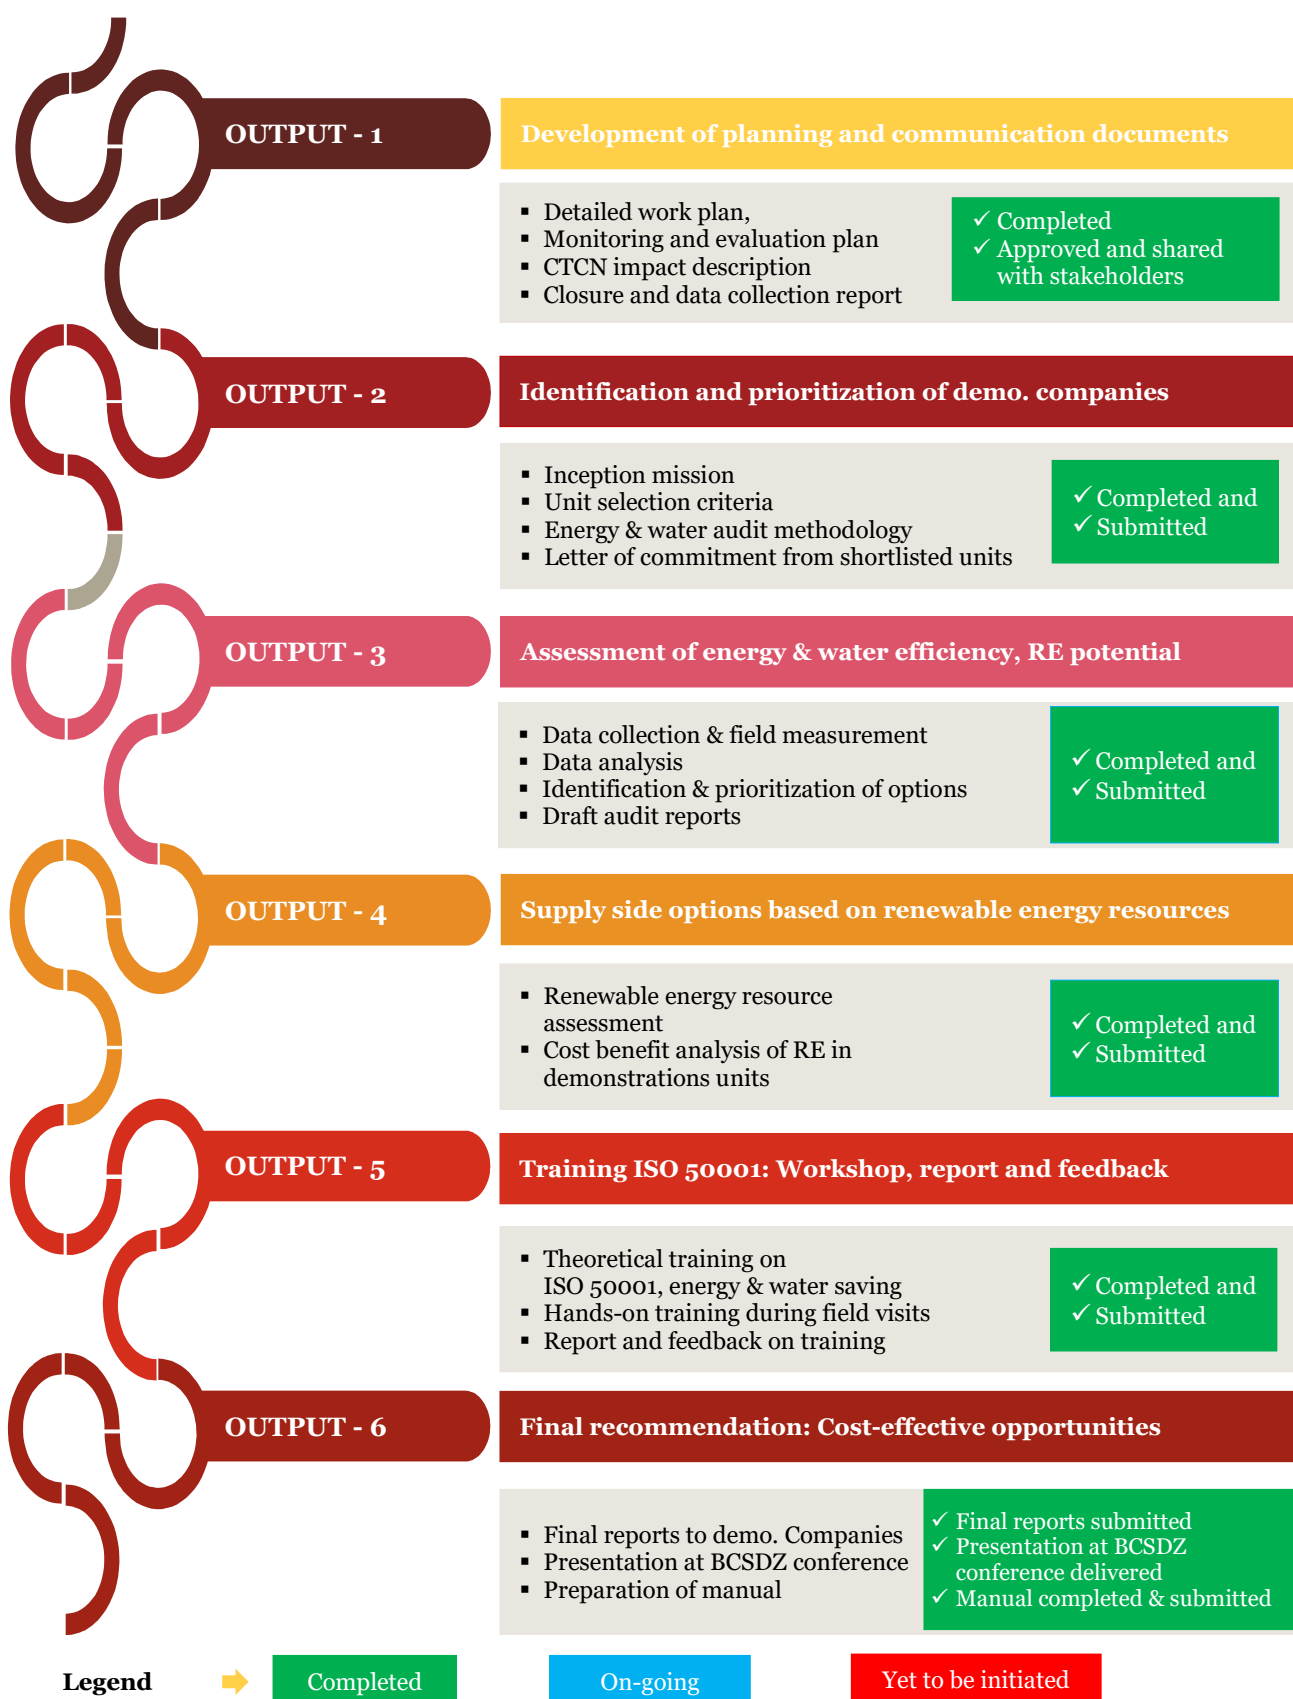 OUTPUT - 1
Development of planning and communication documents
▪ Detailed work plan,
▪ Monitoring and evaluation plan
▪ CTCN impact description
▪ Closure and data collection report
✓ Completed
✓ Approved and shared
with stakeholders
OUTPUT - 2
Identification and prioritization of demo. companies
▪ Inception mission
▪ Unit selection criteria
▪ Energy & water audit methodology
▪ Letter of commitment from shortlisted units
✓ Completed and
✓ Submitted
OUTPUT - 3
Assessment of energy & water efficiency, RE potential
▪ Data collection & field measurement
▪ Data analysis
▪ Identification & prioritization of options
▪ Draft audit reports
✓ Completed and
✓ Submitted
OUTPUT - 4
Supply side options based on renewable energy resources
▪ Renewable energy resource
assessment
▪ Cost benefit analysis of RE in
demonstrations units
✓ Completed and
✓ Submitted
OUTPUT - 5
Training ISO 50001: Workshop, report and feedback
▪ Theoretical training on
ISO 50001, energy & water saving
▪ Hands-on training during field visits
▪ Report and feedback on training
✓ Completed and
✓ Submitted
OUTPUT - 6
Final recommendation: Cost-effective opportunities
▪ Final reports to demo. Companies
▪ Presentation at BCSDZ conference
▪ Preparation of manual
✓ Final reports submitted
✓ Presentation at BCSDZ
conference delivered
✓ Manual completed & submitted
Legend
Completed
On-going
Yet to be initiated